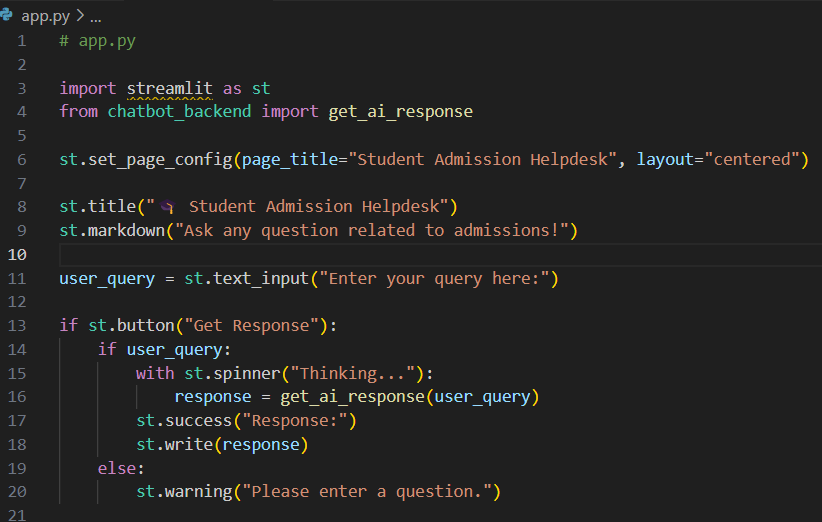 app.py > ...
1 # app.py
2
3 import streamlit as st
4 from chatbot_backend import get_ai_response
5
6 st.set_page_config(page_title="Student Admission Helpdesk", layout="centered")
7
8 st.title("🎓 Student Admission Helpdesk")
9 st.markdown("Ask any question related to admissions!")
10
11 user_query = st.text_input("Enter your query here:")
12
13 if st.button("Get Response"):
14     if user_query:
15         with st.spinner("Thinking..."):
16             response = get_ai_response(user_query)
17         st.success("Response:")
18         st.write(response)
19     else:
20         st.warning("Please enter a question.")
21